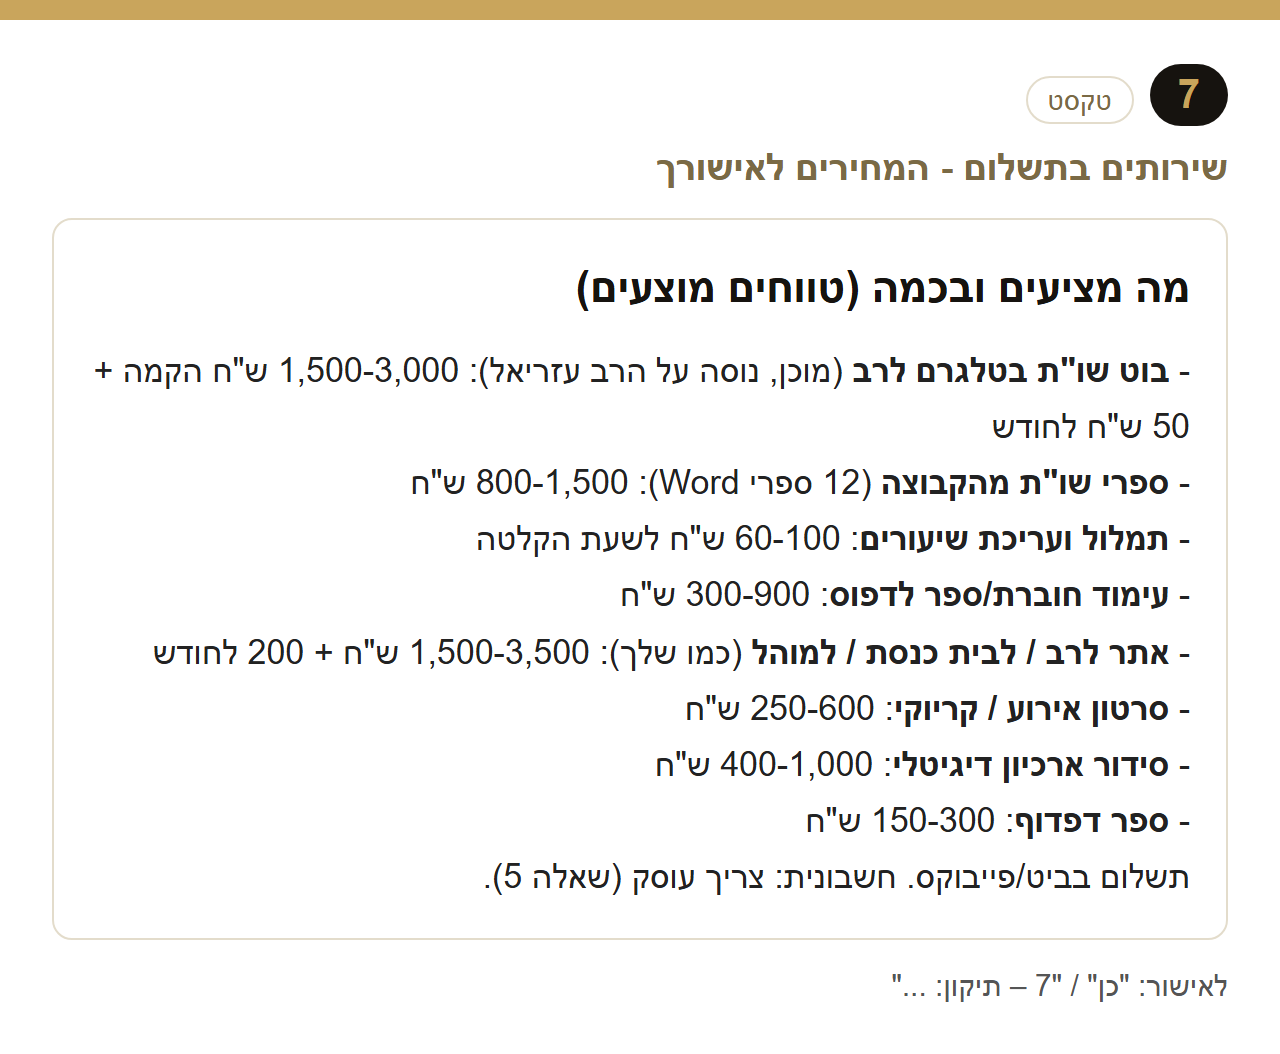 7
טקסט
שירותים בתשלום - המחירים לאישורך
מה מציעים ובכמה (טווחים מוצעים)
- בוט שו"ת בטלגרם לרב (מוכן, נוסה על הרב עזריאל): 1,500-3,000 ש"ח הקמה +
50 ש"ח לחודש
- ספרי שו"ת מהקבוצה (12 ספרי Word): 800-1,500 ש"ח
- תמלול ועריכת שיעורים: 60-100 ש"ח לשעת הקלטה
- עימוד חוברת/ספר לדפוס: 300-900 ש"ח
- אתר לרב / לבית כנסת / למוהל (כמו שלך): 1,500-3,500 ש"ח + 200 לחודש
- סרטון אירוע / קריוקי: 250-600 ש"ח
- סידור ארכיון דיגיטלי: 400-1,000 ש"ח
- ספר דפדוף: 150-300 ש"ח
תשלום בביט/פייבוקס. חשבונית: צריך עוסק (שאלה 5).
לאישור: "כן" / "7 – תיקון: ..."